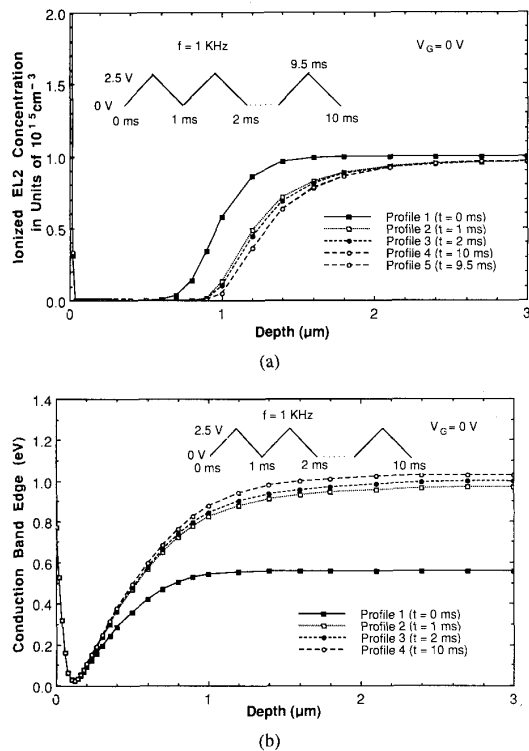 2.0
f = 1 KHz
V_G = 0 V
9.5 ms
2.5 V
0 V
0 ms
1 ms
2 ms
10 ms
1.5
1.0
0.5
0.0
Ionized EL2 Concentration
in Units of 10^15 cm^-3
Profile 1 (t = 0 ms)
Profile 2 (t = 1 ms)
Profile 3 (t = 2 ms)
Profile 4 (t = 10 ms)
Profile 5 (t = 9.5 ms)
0
1
2
3
Depth (μm)
(a)
1.4
f = 1 KHz
V_G = 0 V
2.5 V
0 V
0 ms
1 ms
2 ms
10 ms
1.2
1.0
0.8
0.6
0.4
0.2
0.0
Conduction Band Edge (eV)
Profile 1 (t = 0 ms)
Profile 2 (t = 1 ms)
Profile 3 (t = 2 ms)
Profile 4 (t = 10 ms)
0
1
2
3
Depth (μm)
(b)